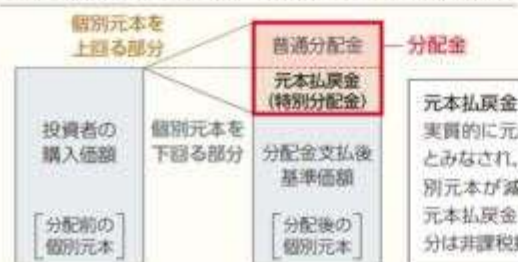 個別元本を
上回る部分
普通分配金
分配金
元本払戻金
(特別分配金)
投資者の
購入価額
個別元本を
下回る部分
分配金支払後
基準価額
[分配前の
個別元本]
[分配後の
個別元本]
元本払戻金
実質的に元
とみなされ、
別元本が減
元本払戻金
分は非課税